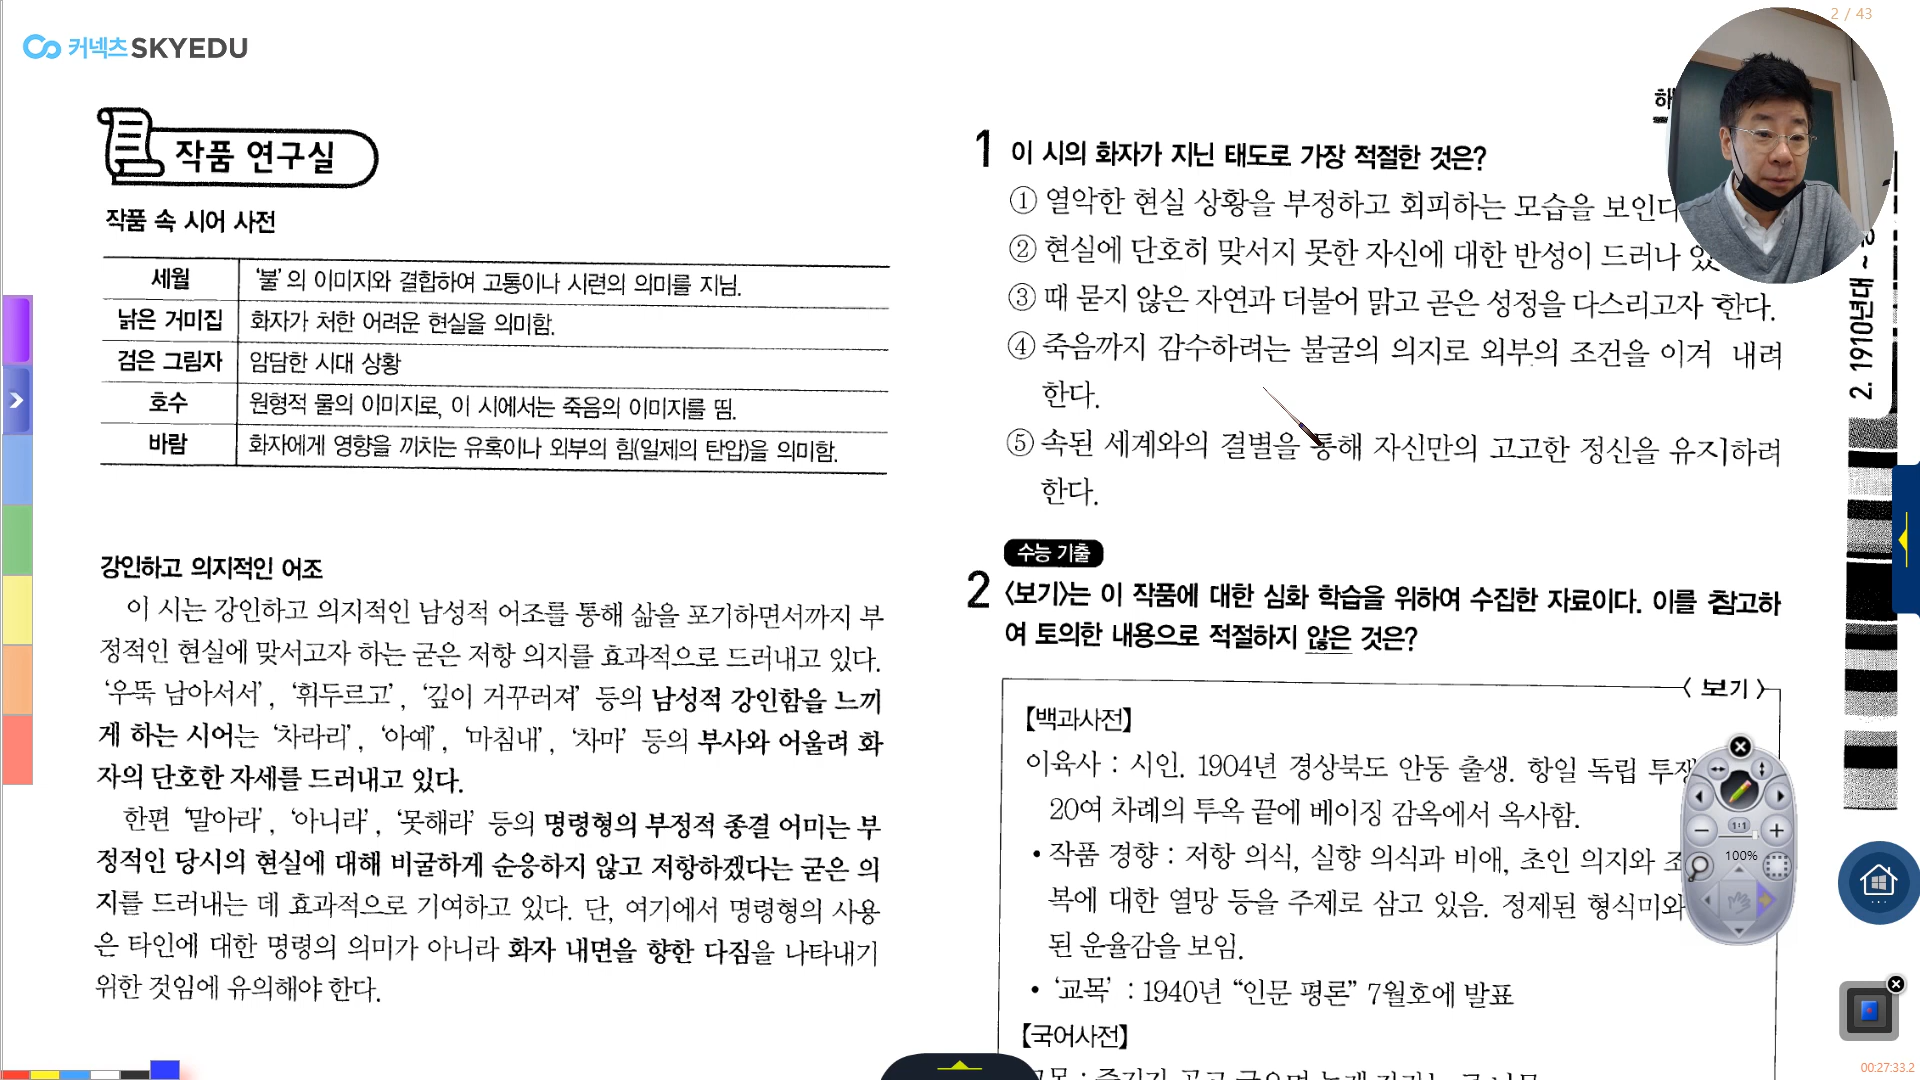 커넥츠 SKYEDU
2 / 43
작품 연구실
작품 속 시어 사전
세월 '불'의 이미지와 결합하여 고통이나 시련의 의미를 지님.
낡은 거미집 화자가 처한 어려운 현실을 의미함.
검은 그림자 암담한 시대 상황
호수 원형적 물의 이미지로, 이 시에서는 죽음의 이미지를 띰.
바람 화자에게 영향을 끼치는 유혹이나 외부의 힘(일제의 탄압)을 의미함.
강인하고 의지적인 어조
이 시는 강인하고 의지적인 남성적 어조를 통해 삶을 포기하면서까지 부
정적인 현실에 맞서고자 하는 굳은 저항 의지를 효과적으로 드러내고 있다.
'우뚝 남아서서', '휘두르고', '깊이 거꾸러져' 등의 남성적 강인함을 느끼
게 하는 시어는 '차라리', '아예', '마침내', '차마' 등의 부사와 어울려 화
자의 단호한 자세를 드러내고 있다.
한편 '말아라', '아니라', '못해라' 등의 명령형의 부정적 종결 어미는 부
정적인 당시의 현실에 대해 비굴하게 순응하지 않고 저항하겠다는 굳은 의
지를 드러내는 데 효과적으로 기여하고 있다. 단, 여기에서 명령형의 사용
은 타인에 대한 명령의 의미가 아니라 화자 내면을 향한 다짐을 나타내기
위한 것임에 유의해야 한다.
해
1 이 시의 화자가 지닌 태도로 가장 적절한 것은?
① 열악한 현실 상황을 부정하고 회피하는 모습을 보인다
② 현실에 단호히 맞서지 못한 자신에 대한 반성이 드러나 있
③ 때 묻지 않은 자연과 더불어 맑고 곧은 성정을 다스리고자 한다.
④ 죽음까지 감수하려는 불굴의 의지로 외부의 조건을 이겨 내려
한다.
⑤ 속된 세계와의 결별을 통해 자신만의 고고한 정신을 유지하려
한다.
수능 기출
2 〈보기〉는 이 작품에 대한 심화 학습을 위하여 수집한 자료이다. 이를 참고하
여 토의한 내용으로 적절하지 않은 것은?
〈보기〉
【백과사전】
이육사 : 시인. 1904년 경상북도 안동 출생. 항일 독립 투쟁
20여 차례의 투옥 끝에 베이징 감옥에서 옥사함.
• 작품 경향 : 저항 의식, 실향 의식과 비애, 초인 의지와 조
복에 대한 열망 등을 주제로 삼고 있음. 정제된 형식미와
된 운율감을 보임.
• '교목' : 1940년 "인문 평론" 7월호에 발표
【국어사전】
2. 1910년대 ~
1:1
100%
00:27:33.2